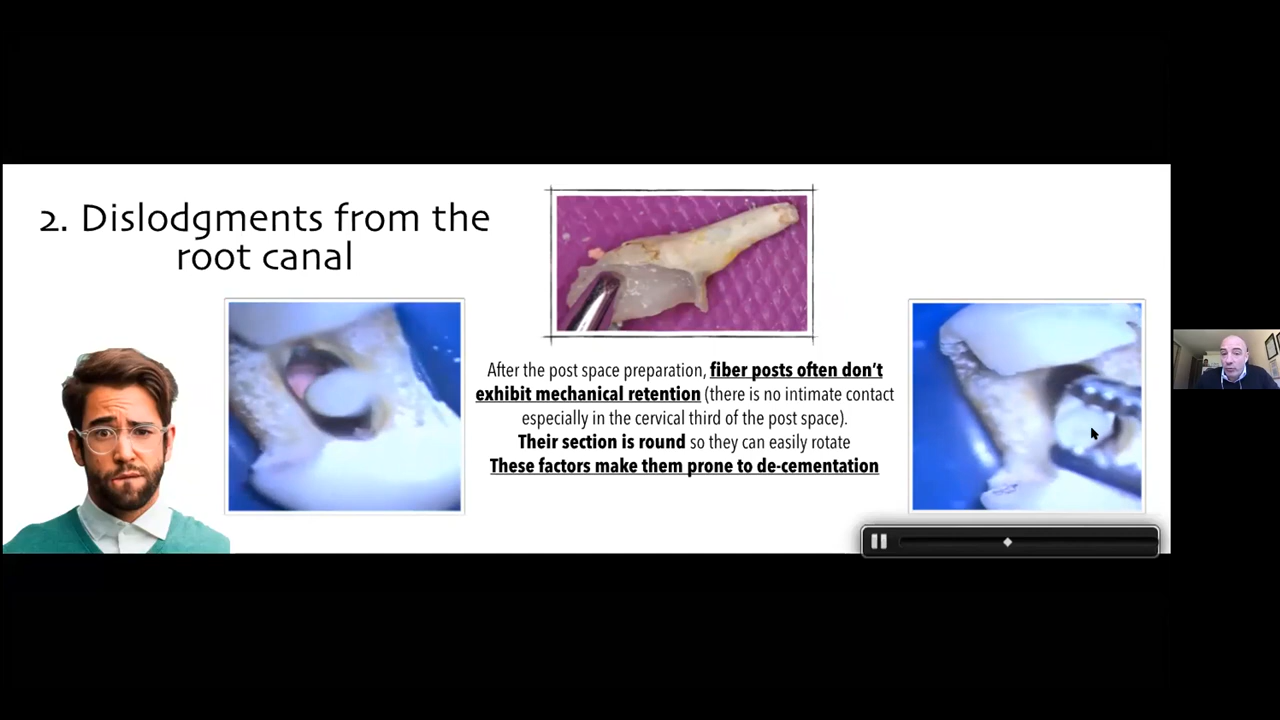 2. Dislodgments from the
root canal
After the post space preparation, fiber posts often don't
exhibit mechanical retention (there is no intimate contact
especially in the cervical third of the post space).
Their section is round so they can easily rotate
These factors make them prone to de-cementation